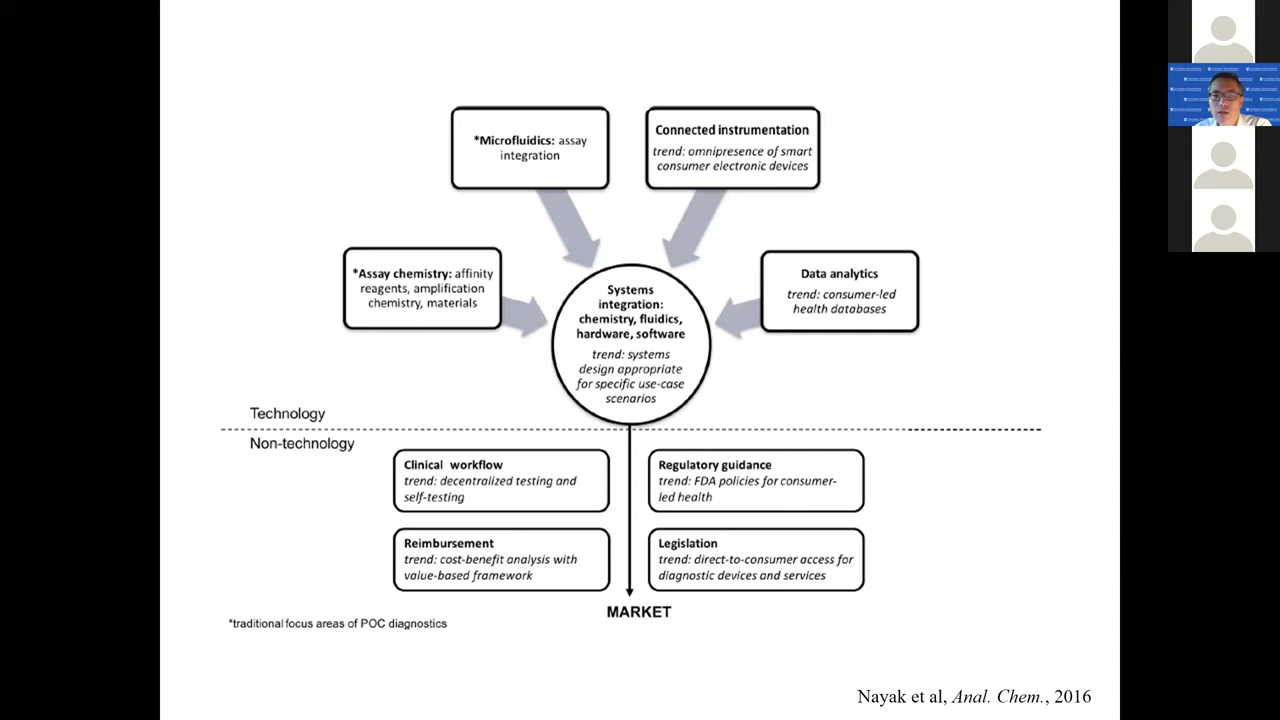 *Microfluidics: assay
integration
Connected instrumentation
trend: omnipresence of smart
consumer electronic devices
*Assay chemistry: affinity
reagents, amplification
chemistry, materials
Systems
integration:
chemistry, fluidics,
hardware, software
trend: systems
design appropriate
for specific use-case
scenarios
Data analytics
trend: consumer-led
health databases
Technology
Non-technology
Clinical workflow
trend: decentralized testing and
self-testing
Regulatory guidance
trend: FDA policies for consumer-
led health
Reimbursement
trend: cost-benefit analysis with
value-based framework
Legislation
trend: direct-to-consumer access for
diagnostic devices and services
MARKET
*traditional focus areas of POC diagnostics
Nayak et al, Anal. Chem., 2016